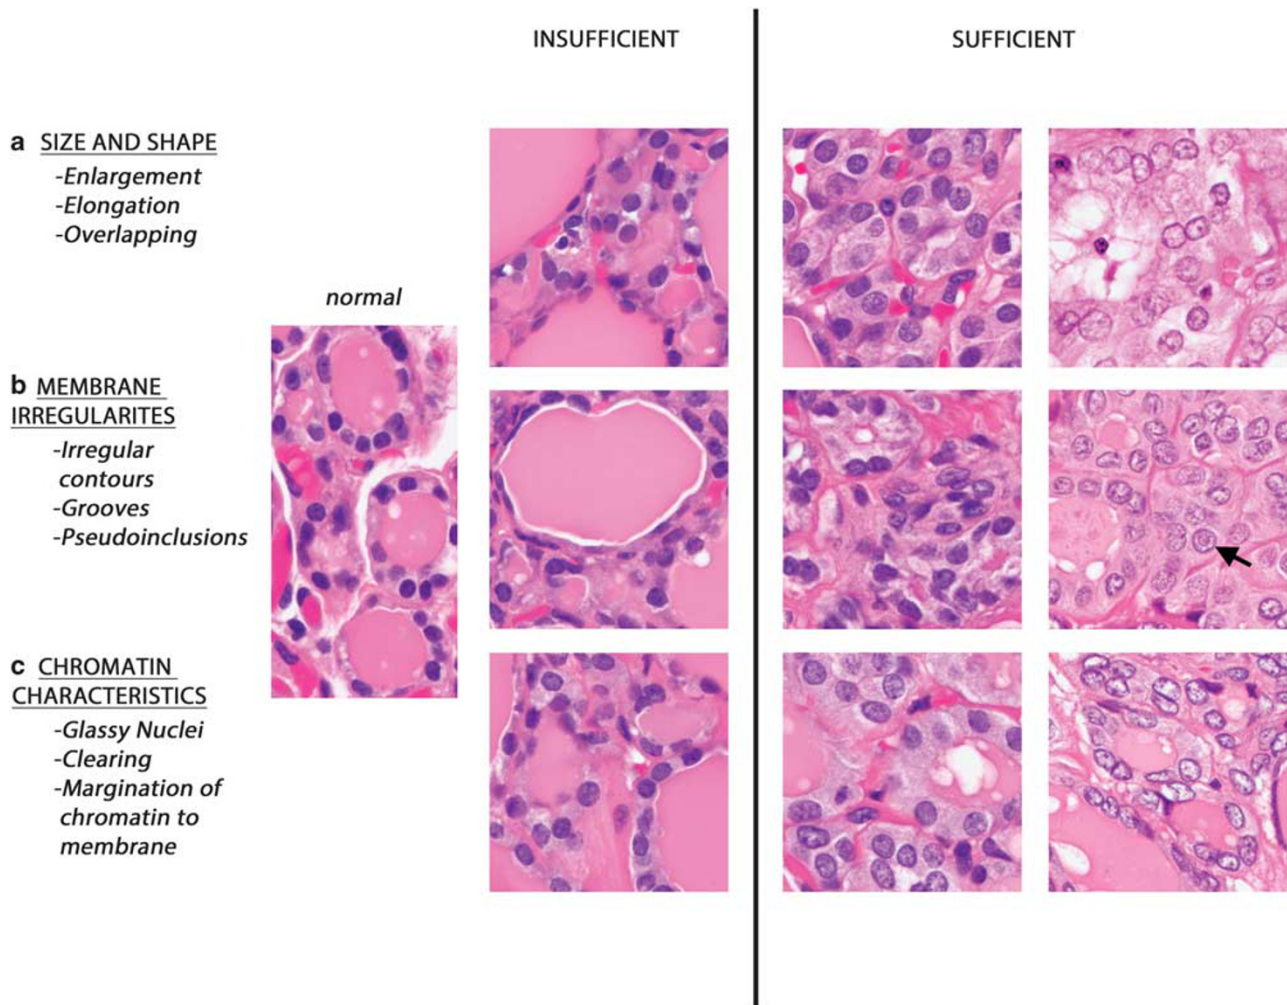 INSUFFICIENT
SUFFICIENT
a SIZE AND SHAPE
-Enlargement
-Elongation
-Overlapping
normal
b MEMBRANE
IRREGULARITES
-Irregular
contours
-Grooves
-Pseudoinclusions
c CHROMATIN
CHARACTERISTICS
-Glassy Nuclei
-Clearing
-Margination of
chromatin to
membrane